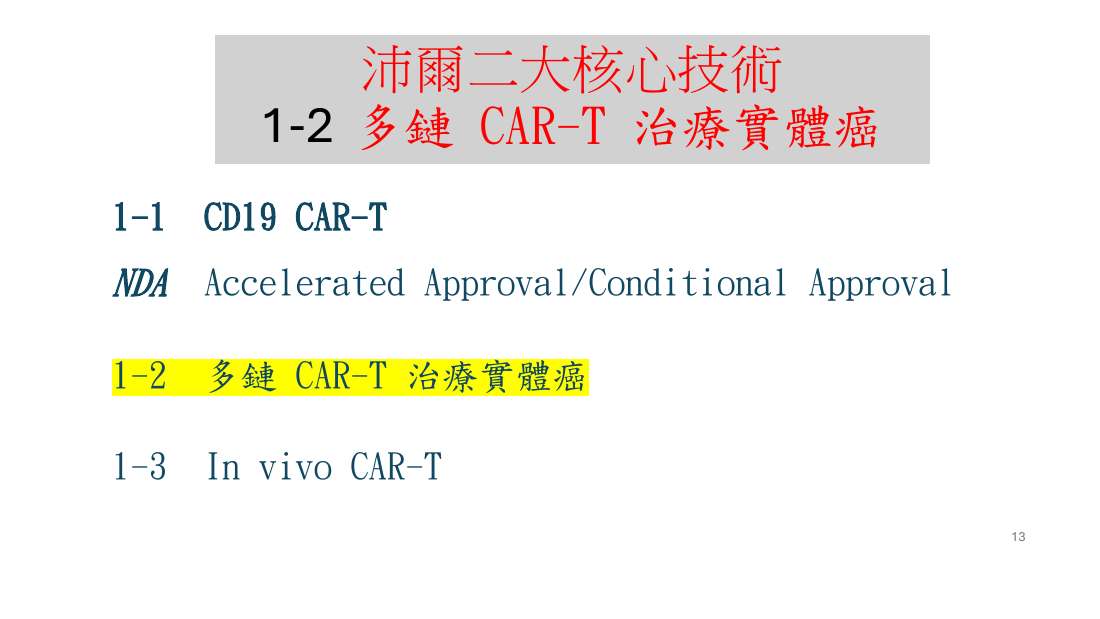 沛爾二大核心技術
1-2 多鏈 CAR-T 治療實體癌
1-1 CD19 CAR-T
NDA Accelerated Approval/Conditional Approval
1-2 多鏈 CAR-T 治療實體癌
1-3 In vivo CAR-T
13